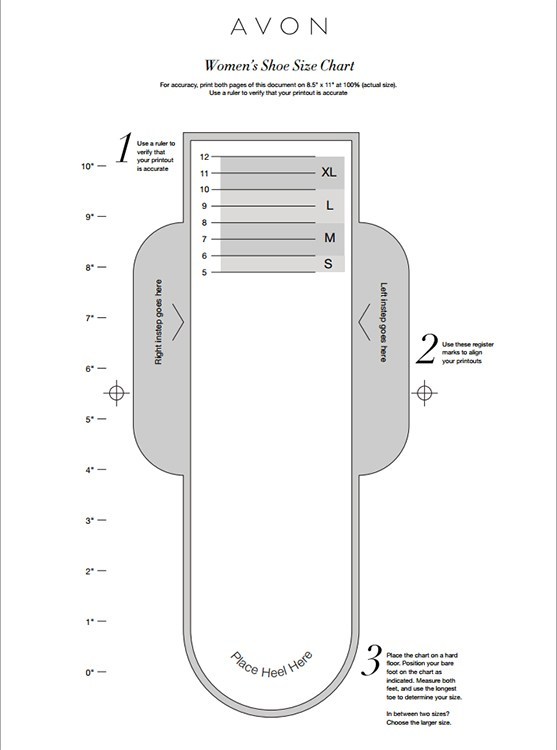 AVON
Women's Shoe Size Chart
For accuracy, print both pages of this document on 8.5" x 11" at 100% (actual size).
Use a ruler to verify that your printout is accurate
1
Use a ruler to
verify that
your printout
is accurate
12
11
10
9
8
7
6
5
XL
L
M
S
10"
9"
8"
7"
6"
5"
4"
3"
2"
1"
0"
Right instep goes here
Left instep goes here
2
Use these register
marks to align
your printouts
Place Heel Here
3
Place the chart on a hard
floor. Position your bare
foot on the chart as
indicated. Measure both
feet, and use the longest
toe to determine your size.
In between two sizes?
Choose the larger size.